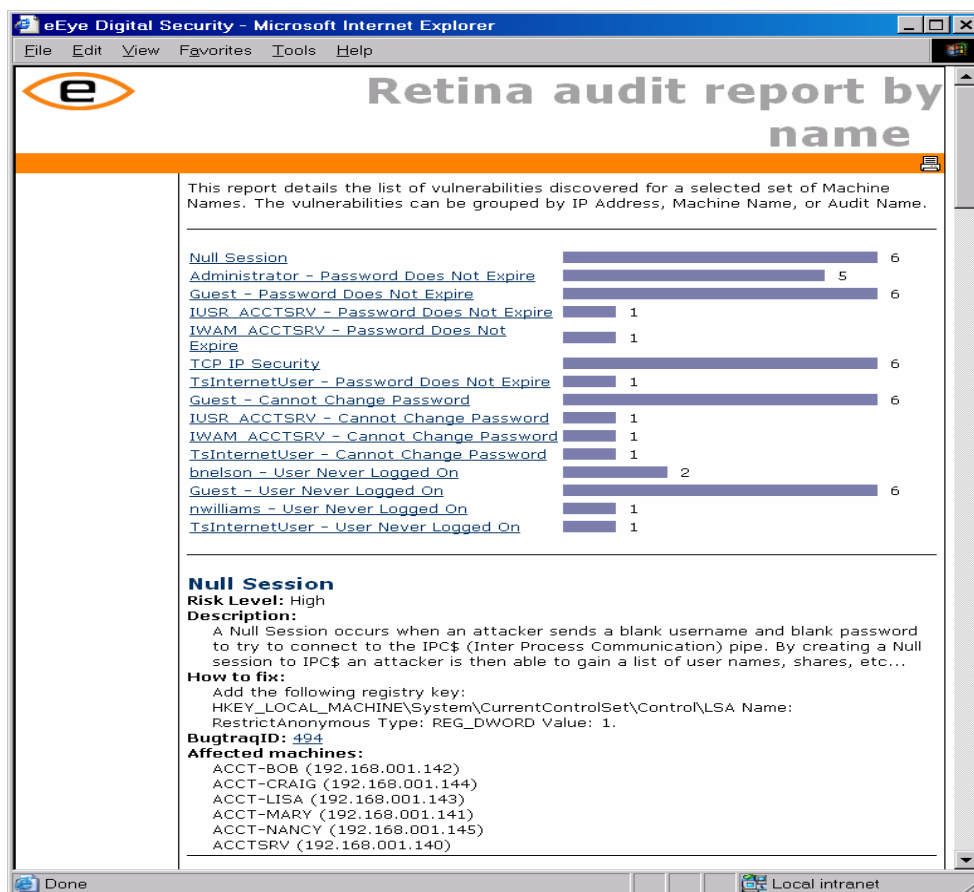 eEye Digital Security - Microsoft Internet Explorer
File Edit View Favorites Tools Help
e
Retina audit report by
name
This report details the list of vulnerabilities discovered for a selected set of Machine
Names. The vulnerabilities can be grouped by IP Address, Machine Name, or Audit Name.
Null Session 6
Administrator - Password Does Not Expire 5
Guest - Password Does Not Expire 6
IUSR_ACCTSRV - Password Does Not Expire 1
IWAM_ACCTSRV - Password Does Not
Expire 1
TCP IP Security 6
TsInternetUser - Password Does Not Expire 1
Guest - Cannot Change Password 6
IUSR_ACCTSRV - Cannot Change Password 1
IWAM_ACCTSRV - Cannot Change Password 1
TsInternetUser - Cannot Change Password 1
bnelson - User Never Logged On 2
Guest - User Never Logged On 6
nwilliams - User Never Logged On 1
TsInternetUser - User Never Logged On 1
Null Session
Risk Level: High
Description:
A Null Session occurs when an attacker sends a blank username and blank password
to try to connect to the IPC$ (Inter Process Communication) pipe. By creating a Null
session to IPC$ an attacker is then able to gain a list of user names, shares, etc...
How to fix:
Add the following registry key:
HKEY_LOCAL_MACHINE\System\CurrentControlSet\Control\LSA Name:
RestrictAnonymous Type: REG_DWORD Value: 1.
BugtraqID: 494
Affected machines:
ACCT-BOB (192.168.001.142)
ACCT-CRAIG (192.168.001.144)
ACCT-LISA (192.168.001.143)
ACCT-MARY (192.168.001.141)
ACCT-NANCY (192.168.001.145)
ACCTSRV (192.168.001.140)
Done Local intranet